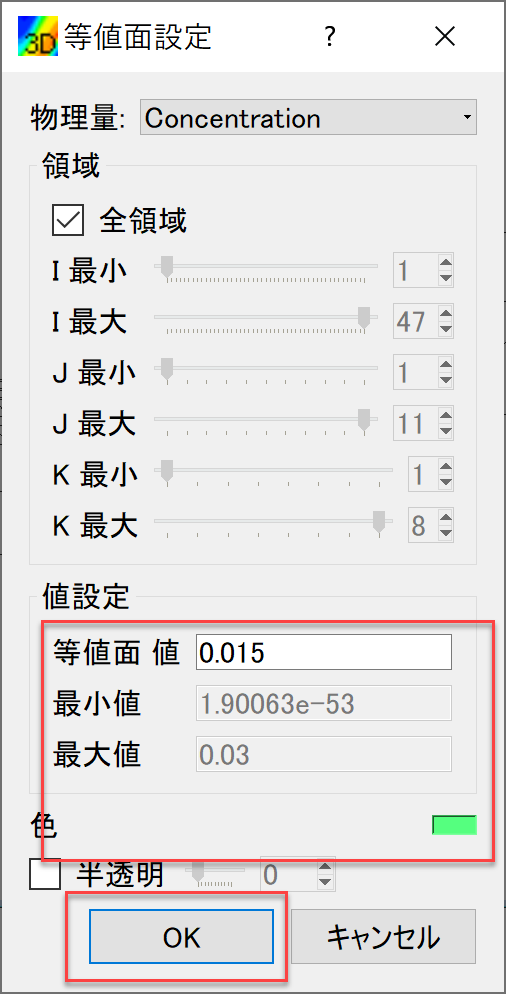 3D 等値面設定 ?
物理量: Concentration
領域
全領域
I 最小 1
I 最大 47
J 最小 1
J 最大 11
K 最小 1
K 最大 8
値設定
等値面 値 0.015
最小値 1.90063e-53
最大値 0.03
色
半透明 0
OK キャンセル